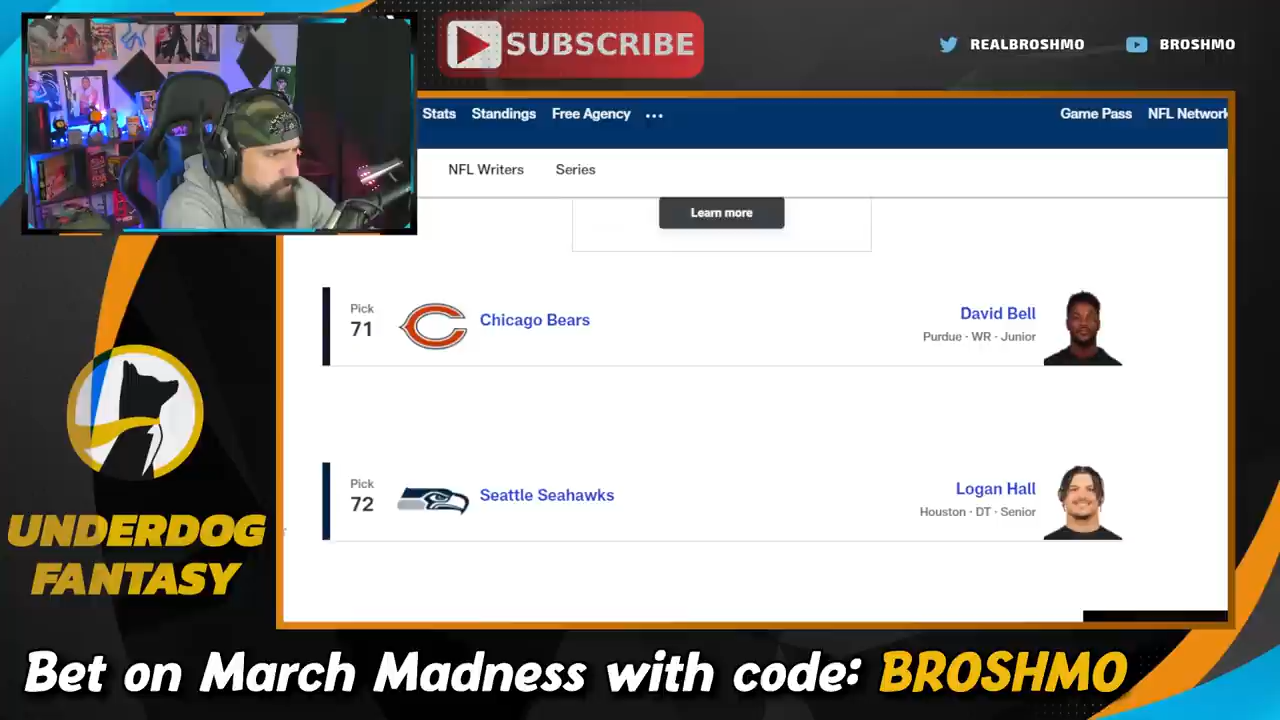 SUBSCRIBE
REALBROSHMO
BROSHMO
Stats Standings Free Agency ...
Game Pass NFL Network
NFL Writers Series
Learn more
Pick
71
Chicago Bears
David Bell
Purdue · WR · Junior
Pick
72
Seattle Seahawks
Logan Hall
Houston · DT · Senior
UNDERDOG
FANTASY
Bet on March Madness with code: BROSHMO